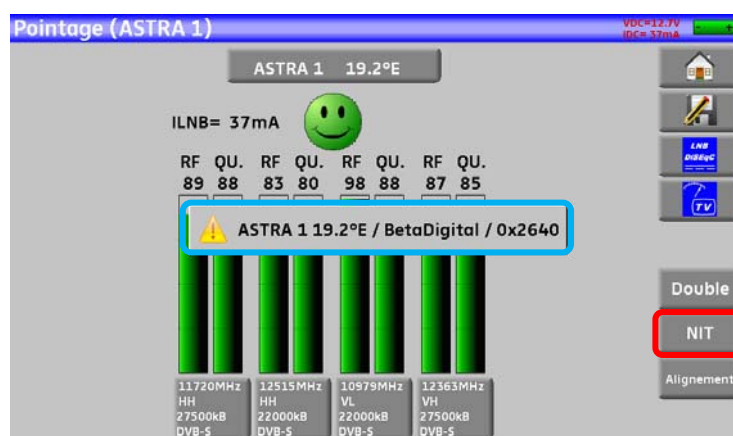 Pointage (ASTRA 1)
VDC=12.7V
IDC= 37mA
- +
ASTRA 1 19.2°E
ILNB= 37mA
RF QU. RF QU. RF QU. RF QU.
89 88 83 80 98 88 87 85
LNB
DiSEqC
TV
ASTRA 1 19.2°E / BetaDigital / 0x2640
Double
NIT
Alignement
11720MHz 12515MHz 10979MHz 12363MHz
HH HH VL VH
27500kB 22000kB 22000kB 27500kB
DVB-S DVB-S DVB-S DVB-S